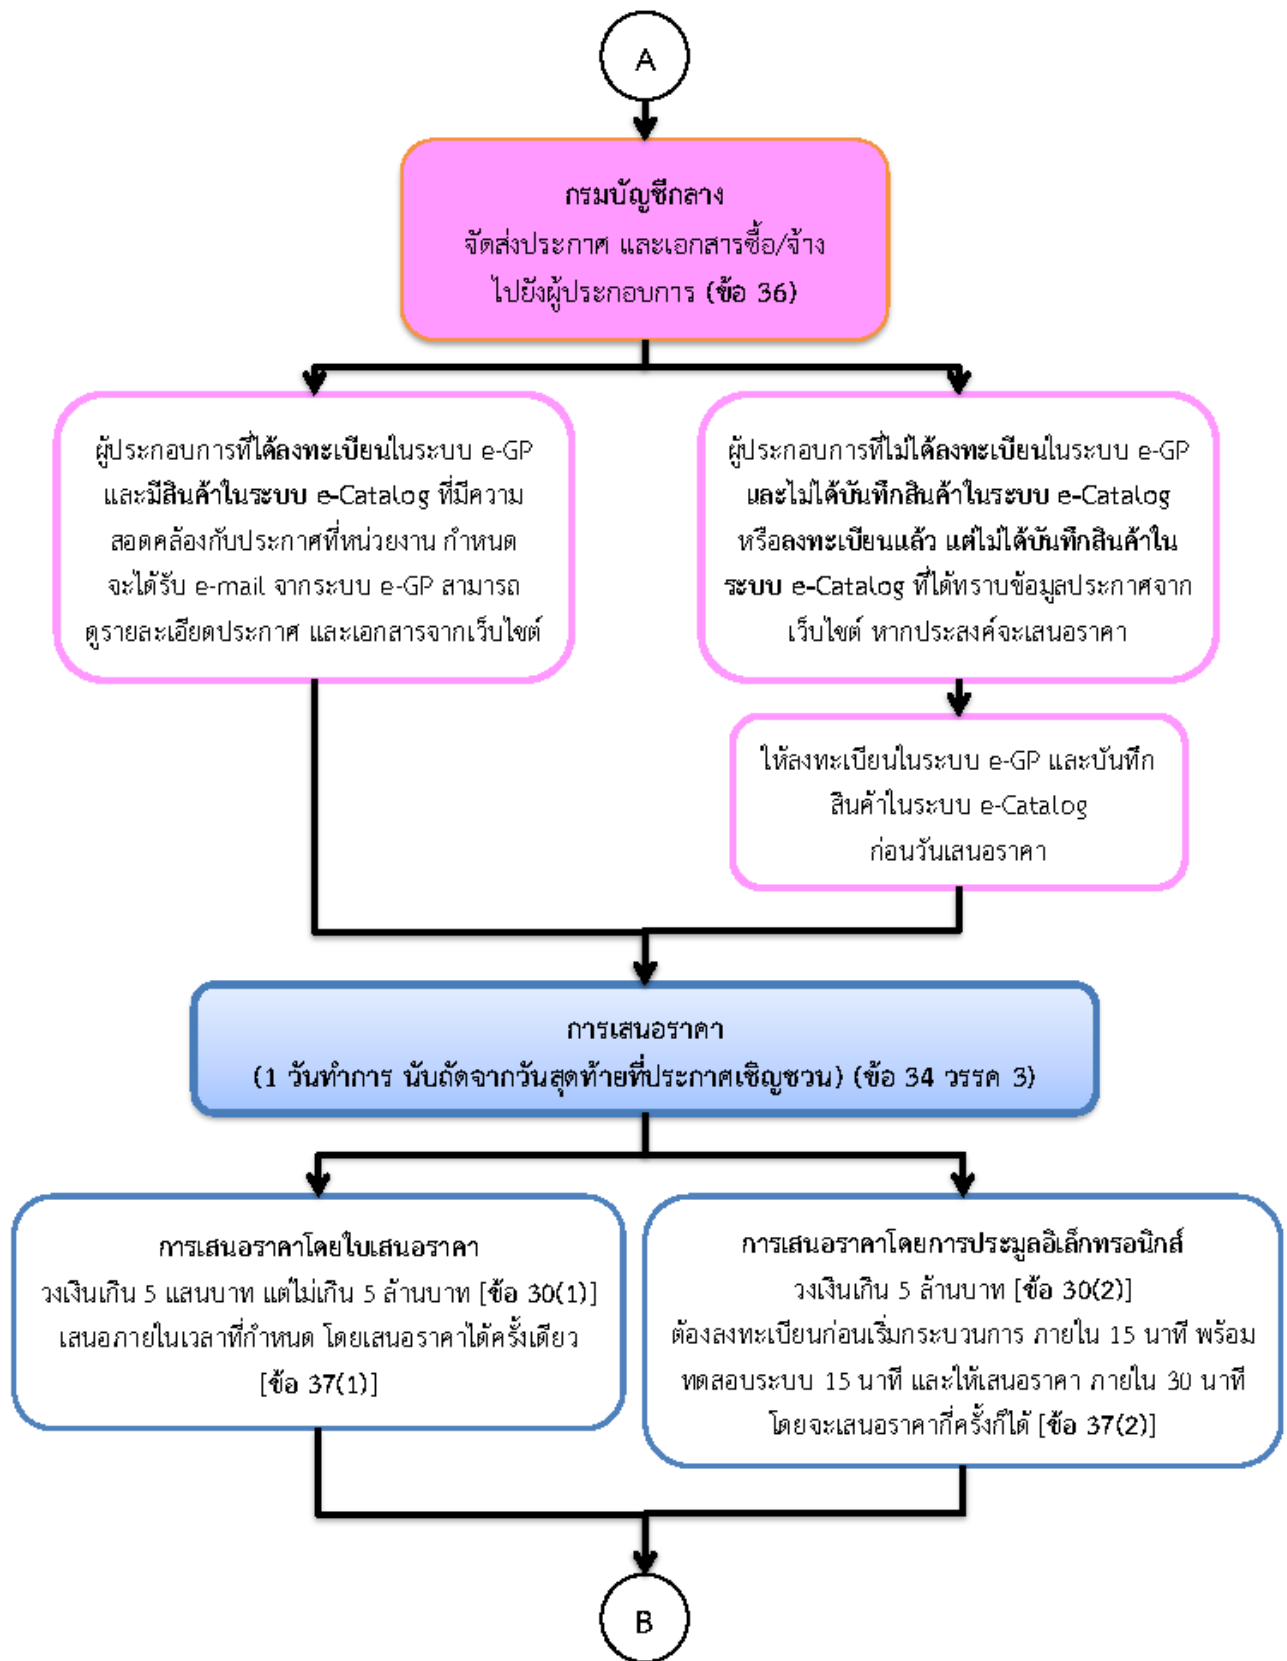 A
กรมบัญชีกลาง
จัดส่งประกาศ และเอกสารซื้อ/จ้าง
ไปยังผู้ประกอบการ (ข้อ 36)
ผู้ประกอบการที่ได้ลงทะเบียนในระบบ e-GP
และมีสินค้าในระบบ e-Catalog ที่มีความ
สอดคล้องกับประกาศที่หน่วยงาน กำหนด
จะได้รับ e-mail จากระบบ e-GP สามารถ
ดูรายละเอียดประกาศ และเอกสารจากเว็บไซต์
ผู้ประกอบการที่ไม่ได้ลงทะเบียนในระบบ e-GP
และไม่ได้บันทึกสินค้าในระบบ e-Catalog
หรือลงทะเบียนแล้ว แต่ไม่ได้บันทึกสินค้าใน
ระบบ e-Catalog ที่ได้ทราบข้อมูลประกาศจาก
เว็บไซต์ หากประสงค์จะเสนอราคา
ให้ลงทะเบียนในระบบ e-GP และบันทึก
สินค้าในระบบ e-Catalog
ก่อนวันเสนอราคา
การเสนอราคา
(1 วันทำการ นับถัดจากวันสุดท้ายที่ประกาศเชิญชวน) (ข้อ 34 วรรค 3)
การเสนอราคาโดยใบเสนอราคา
วงเงินเกิน 5 แสนบาท แต่ไม่เกิน 5 ล้านบาท [ข้อ 30(1)]
เสนอภายในเวลาที่กำหนด โดยเสนอราคาได้ครั้งเดียว
[ข้อ 37(1)]
การเสนอราคาโดยการประมูลอิเล็กทรอนิกส์
วงเงินเกิน 5 ล้านบาท [ข้อ 30(2)]
ต้องลงทะเบียนก่อนเริ่มกระบวนการ ภายใน 15 นาที พร้อม
ทดสอบระบบ 15 นาที และให้เสนอราคา ภายใน 30 นาที
โดยจะเสนอราคากี่ครั้งก็ได้ [ข้อ 37(2)]
B